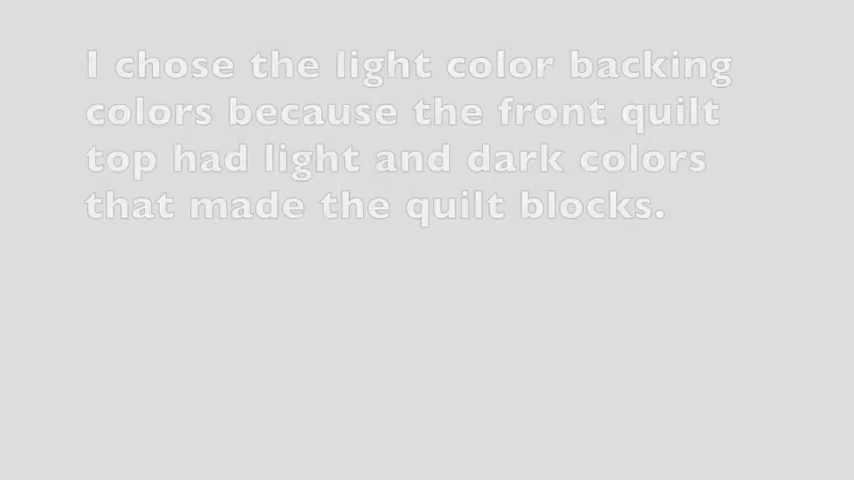 I chose the light color backing
colors because the front quilt
top had light and dark colors
that made the quilt blocks.